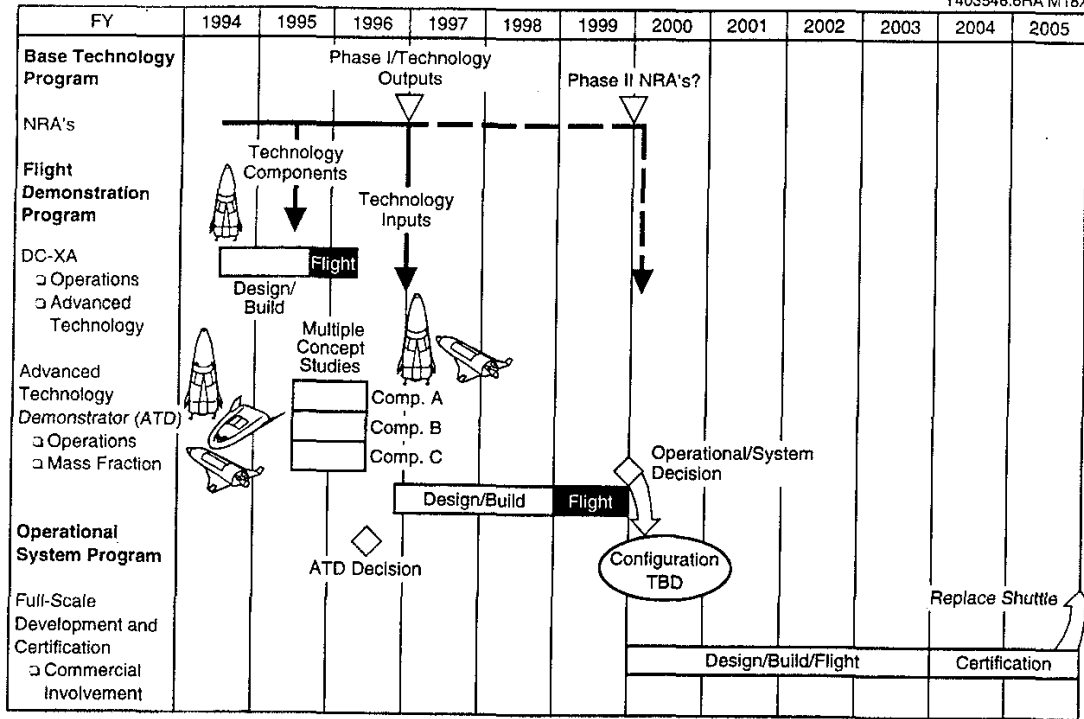 FY 1994 1995 1996 1997 1998 1999 2000 2001 2002 2003 2004 2005
Base Technology
Program
Phase I/Technology
Outputs
Phase II NRA's?
NRA's
Technology
Components
Flight
Demonstration
Program
Technology
Inputs
DC-XA
Operations
Advanced
Technology
Flight
Design/
Build
Multiple
Concept
Studies
Advanced
Technology
Demonstrator (ATD)
Operations
Mass Fraction
Comp. A
Comp. B
Comp. C
Operational/System
Decision
Design/Build Flight
Operational
System Program
ATD Decision
Configuration
TBD
Full-Scale
Development and
Certification
Commercial
Involvement
Replace Shuttle
Design/Build/Flight Certification